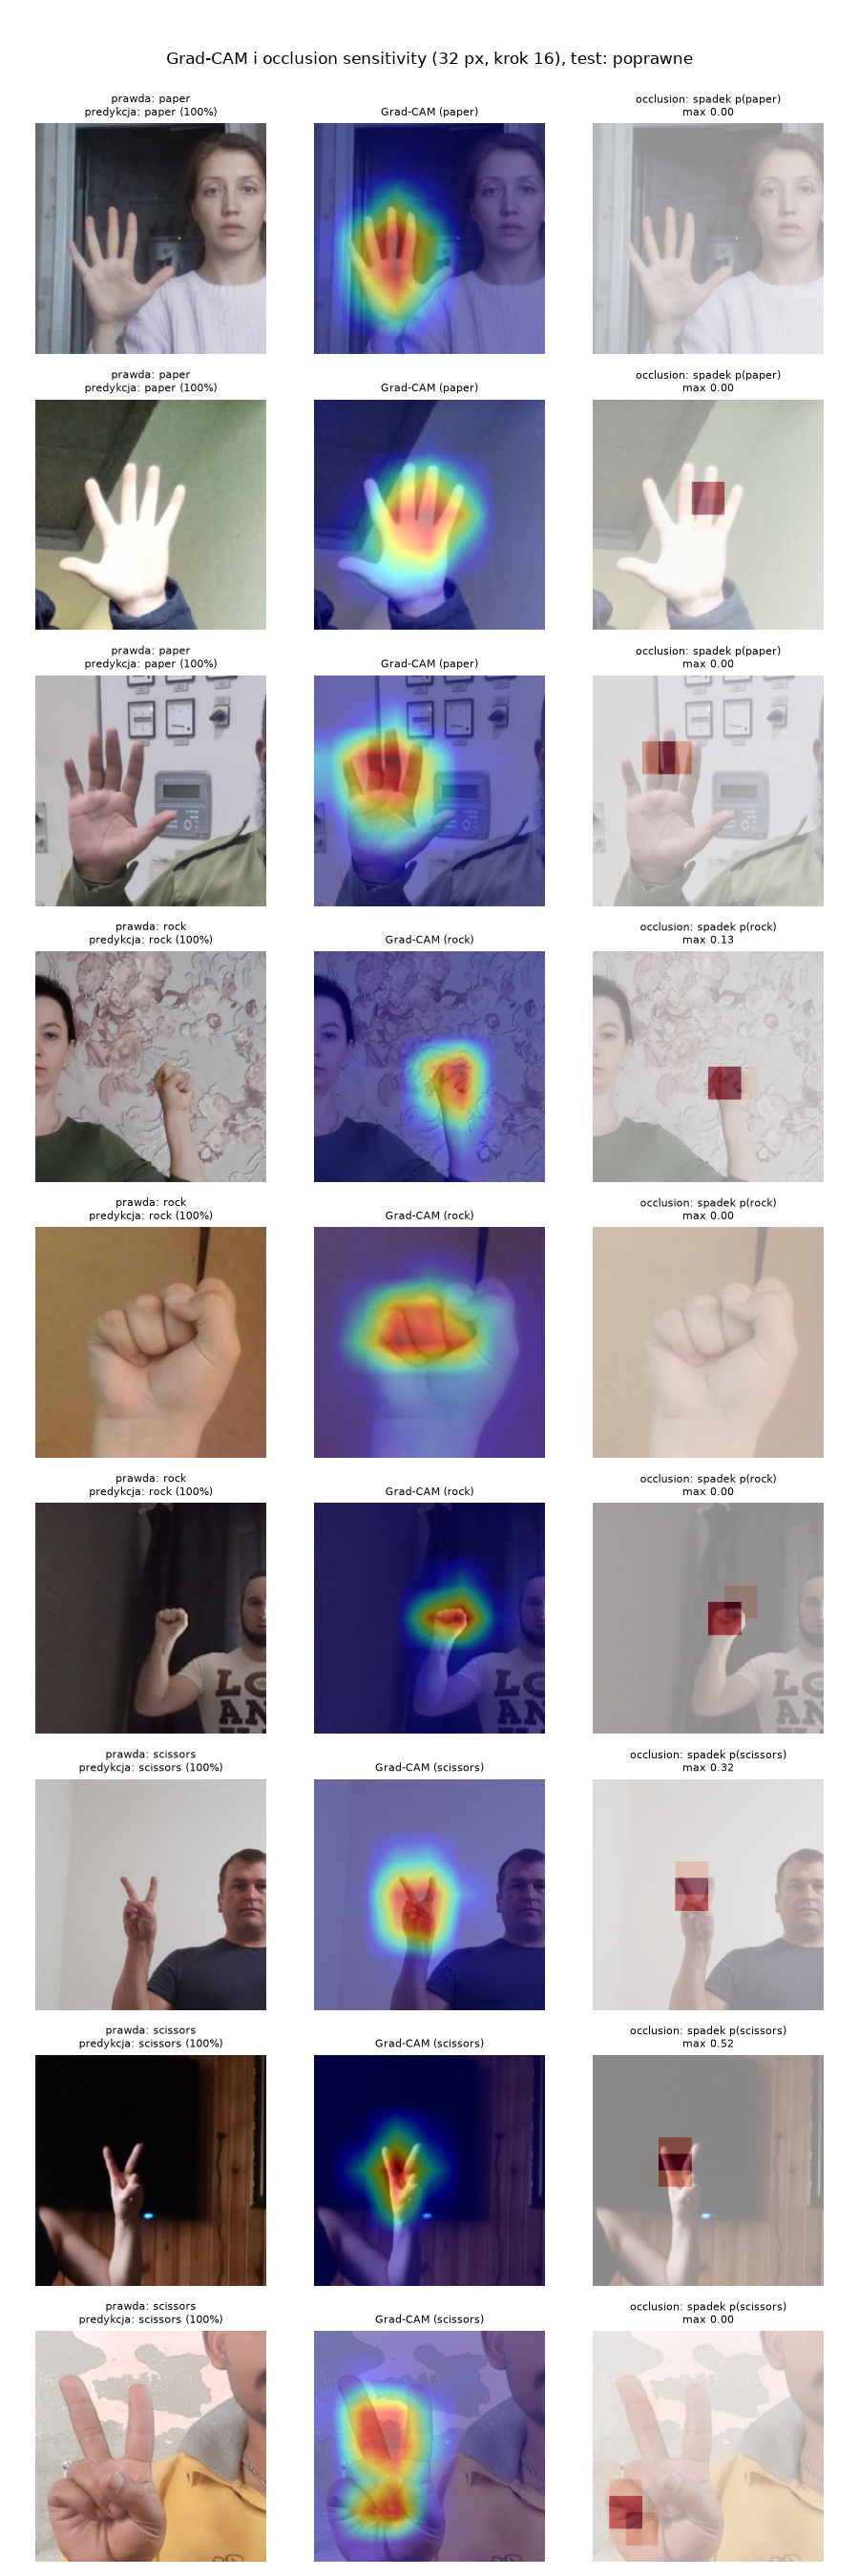 Grad-CAM i occlusion sensitivity (32 px, krok 16), test: poprawne
prawda: paper
predykcja: paper (100%)
Grad-CAM (paper)
occlusion: spadek p(paper)
max 0.00
prawda: paper
predykcja: paper (100%)
Grad-CAM (paper)
occlusion: spadek p(paper)
max 0.00
prawda: paper
predykcja: paper (100%)
Grad-CAM (paper)
occlusion: spadek p(paper)
max 0.00
prawda: rock
predykcja: rock (100%)
Grad-CAM (rock)
occlusion: spadek p(rock)
max 0.13
prawda: rock
predykcja: rock (100%)
Grad-CAM (rock)
occlusion: spadek p(rock)
max 0.00
prawda: rock
predykcja: rock (100%)
Grad-CAM (rock)
occlusion: spadek p(rock)
max 0.00
LO
AN
LO
AN
LO
AN
prawda: scissors
predykcja: scissors (100%)
Grad-CAM (scissors)
occlusion: spadek p(scissors)
max 0.32
prawda: scissors
predykcja: scissors (100%)
Grad-CAM (scissors)
occlusion: spadek p(scissors)
max 0.52
prawda: scissors
predykcja: scissors (100%)
Grad-CAM (scissors)
occlusion: spadek p(scissors)
max 0.00